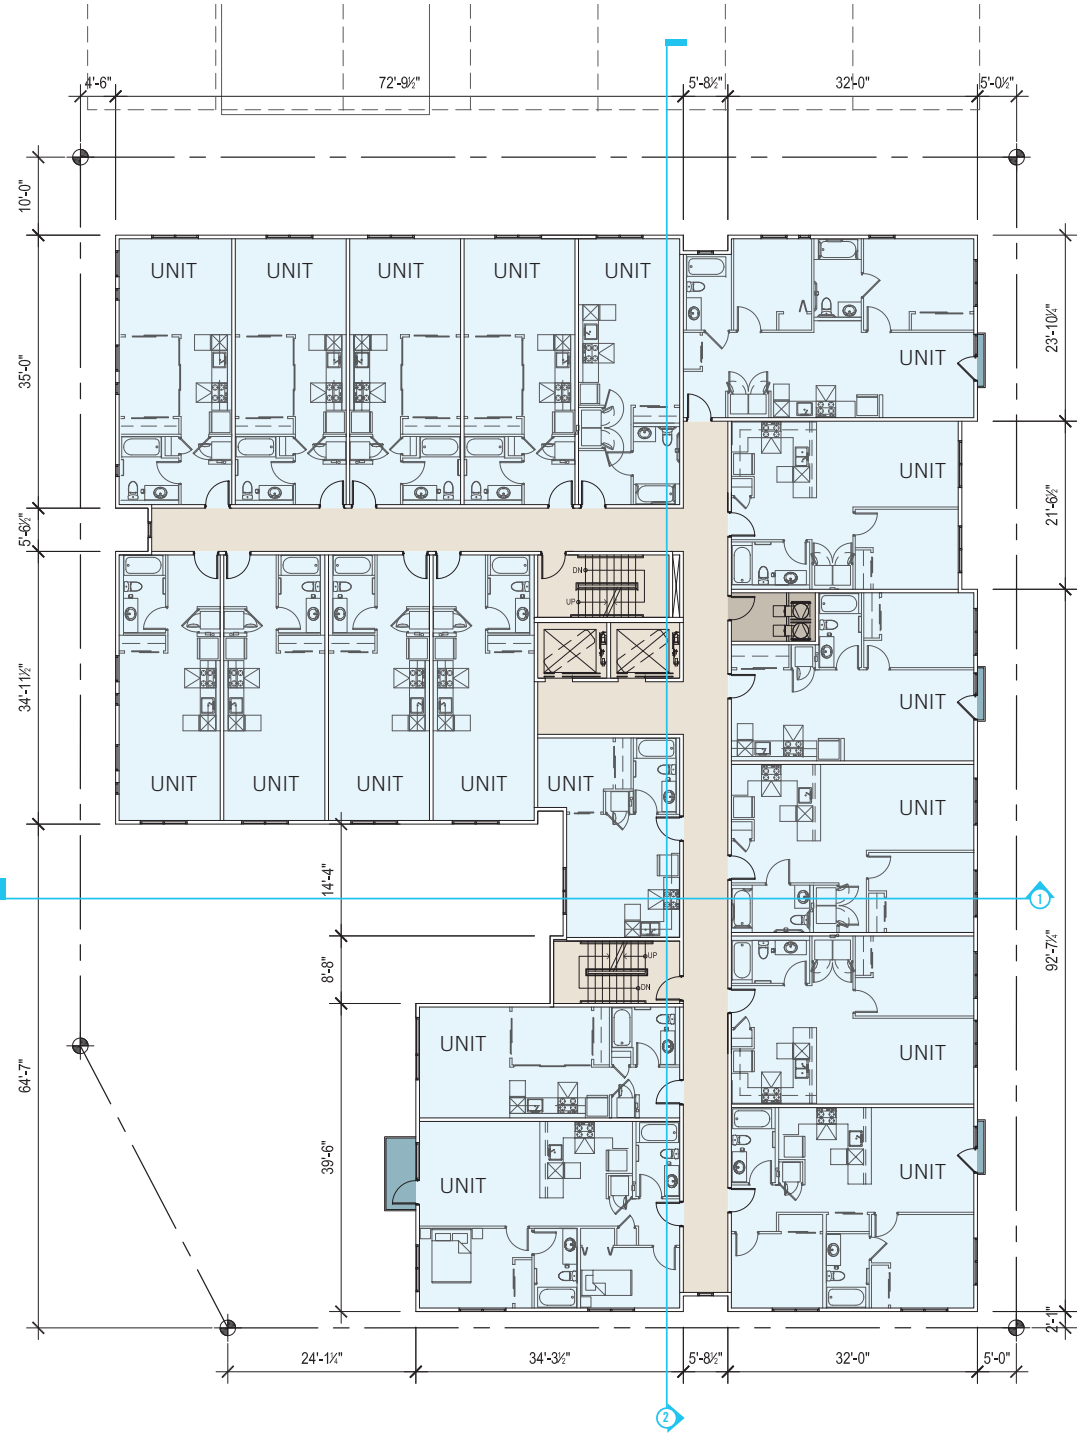 4'-6" 72'-9½" 5'-8½" 32'-0" 5'-0½"
10'-0"
UNIT UNIT UNIT UNIT UNIT
UNIT
35'-0"
23'-10¼"
UNIT
21'-6½"
5'-6½"
DN
UP
34'-11½"
UNIT
UNIT UNIT UNIT UNIT UNIT
UNIT
14'-4"
1
8'-8"
UP
DN
92'-7¼"
UNIT
UNIT
64'-7"
39'-6"
UNIT
UNIT
2'-1"
24'-1¼" 34'-3½" 5'-8½" 32'-0" 5'-0"
2